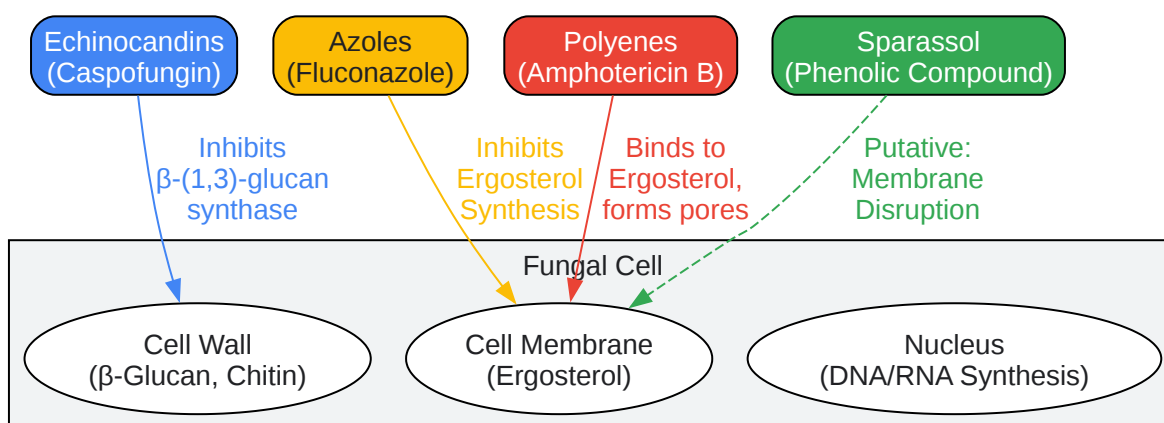 Echinocandins
(Caspofungin)
Azoles
(Fluconazole)
Polyenes
(Amphotericin B)
Sparassol
(Phenolic Compound)
Inhibits
β-(1,3)-glucan
synthase
Inhibits
Ergosterol
Synthesis
Binds to
Ergosterol,
forms pores
Putative:
Membrane
Disruption
Fungal Cell
Cell Wall
(β-Glucan, Chitin)
Cell Membrane
(Ergosterol)
Nucleus
(DNA/RNA Synthesis)